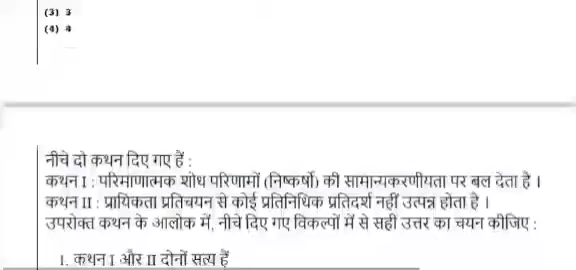 (3) 3
(4) 4
नीचे दो कथन दिए गए हैं :
कथन I : परिमाणात्मक शोध परिणामों (निष्कर्षो) की सामान्यकरणीयता पर बल देता है ।
कथन II : प्रायिकता प्रतिचयन से कोई प्रतिनिधिक प्रतिदर्श नहीं उत्पन्न होता है ।
उपरोक्त कथन के आलोक में, नीचे दिए गए विकल्पों में से सही उत्तर का चयन कीजिए :
1. कथन I और II दोनों सत्य हैं